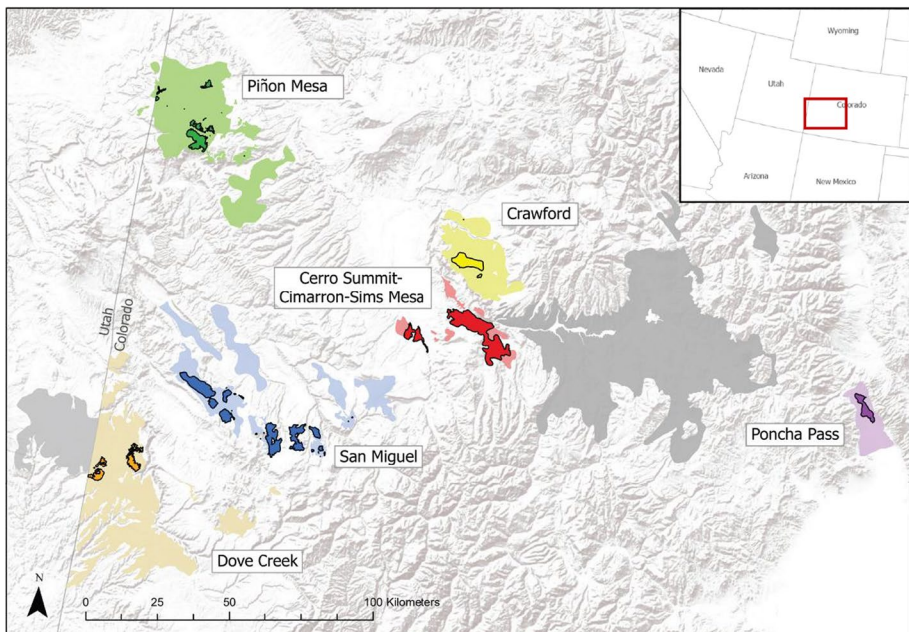 Piñon Mesa
Crawford
Cerro Summit-
Cimarron-Sims Mesa
Utah
Colorado
San Miguel
Poncha Pass
Dove Creek
N
0 25 50 100 Kilometers
Wyoming
Nevada
Utah
Colorado
Arizona
New Mexico